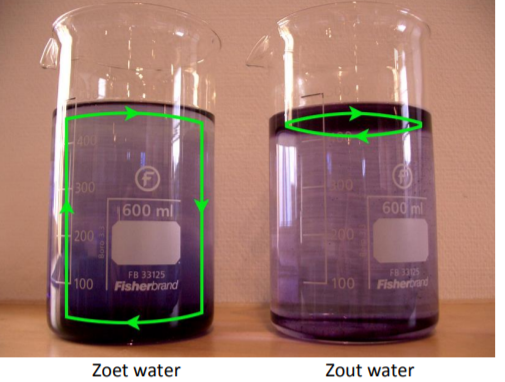 400
300
200
100
600 ml
FB 33125
Fisherbrand
300
200
100
600 ml
FB 33125
Fisherbrand
Zoet water
Zout water